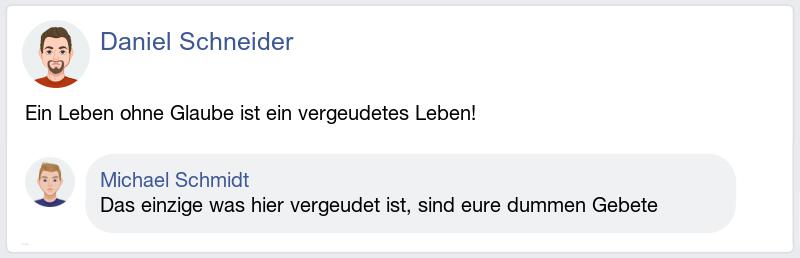 Daniel Schneider
Ein Leben ohne Glaube ist ein vergeudetes Leben!
Michael Schmidt
Das einzige was hier vergeudet ist, sind eure dummen Gebete